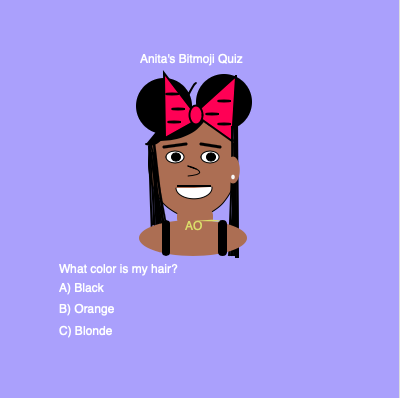 Anita's Bitmoji Quiz
AO
What color is my hair?
A) Black
B) Orange
C) Blonde